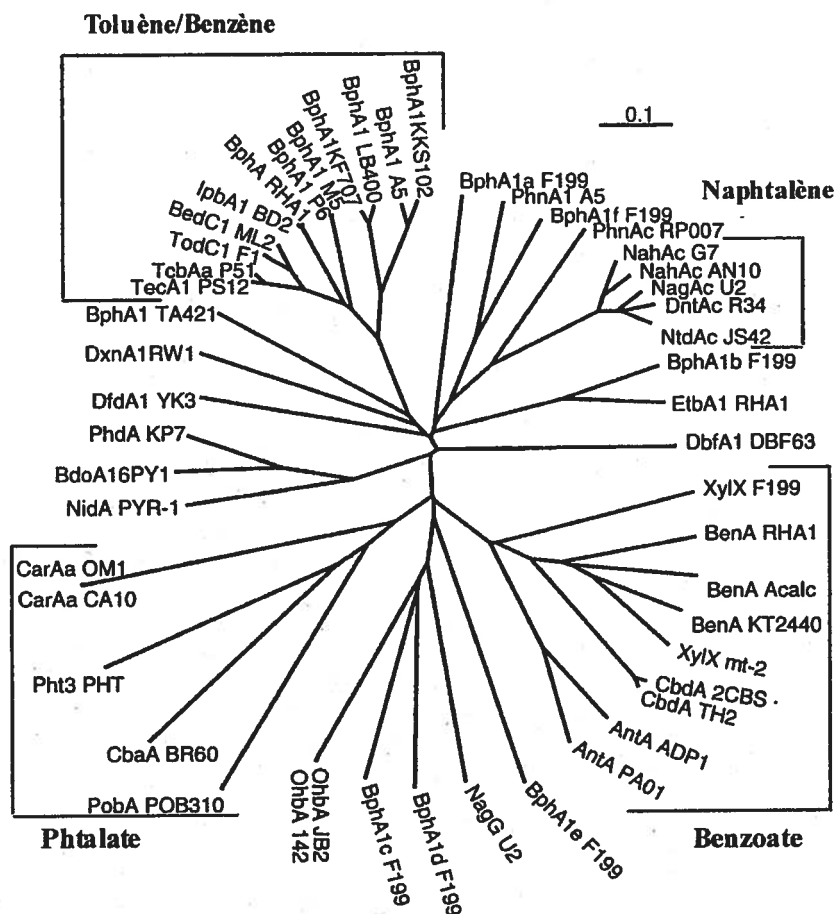 Toluène/Benzène
0.1
Naphtalène
BphA1KKS102
BphA1 A5
BphA1 LB400
BphA1KF707
BphA1 M5
BphA1 P6
BphA RHA1
IpbA1 BD2
BedC1 ML2
TodC1 F1
TcbAa P51
TecA1 PS12
BphA1 TA421
DxnA1RW1
DfdA1 YK3
PhdA KP7
BdoA16PY1
NidA PYR-1
BphA1a F199
PhnA1 A5
BphA1f F199
PhnAc RP007
NahAc G7
NahAc AN10
NagAc U2
DntAc R34
NtdAc JS42
BphA1b F199
EtbA1 RHA1
DbfA1 DBF63
XylX F199
BenA RHA1
BenA Acalc
BenA KT2440
XylX mt-2
CbdA 2CBS
CbdA TH2
AntA ADP1
AntA PA01
BphA1e F199
NagG U2
BphA1d F199
BphA1c F199
OhbA JB2
OhbA 142
CarAa OM1
CarAa CA10
Pht3 PHT
CbaA BR60
PobA POB310
Phtalate
Benzoate